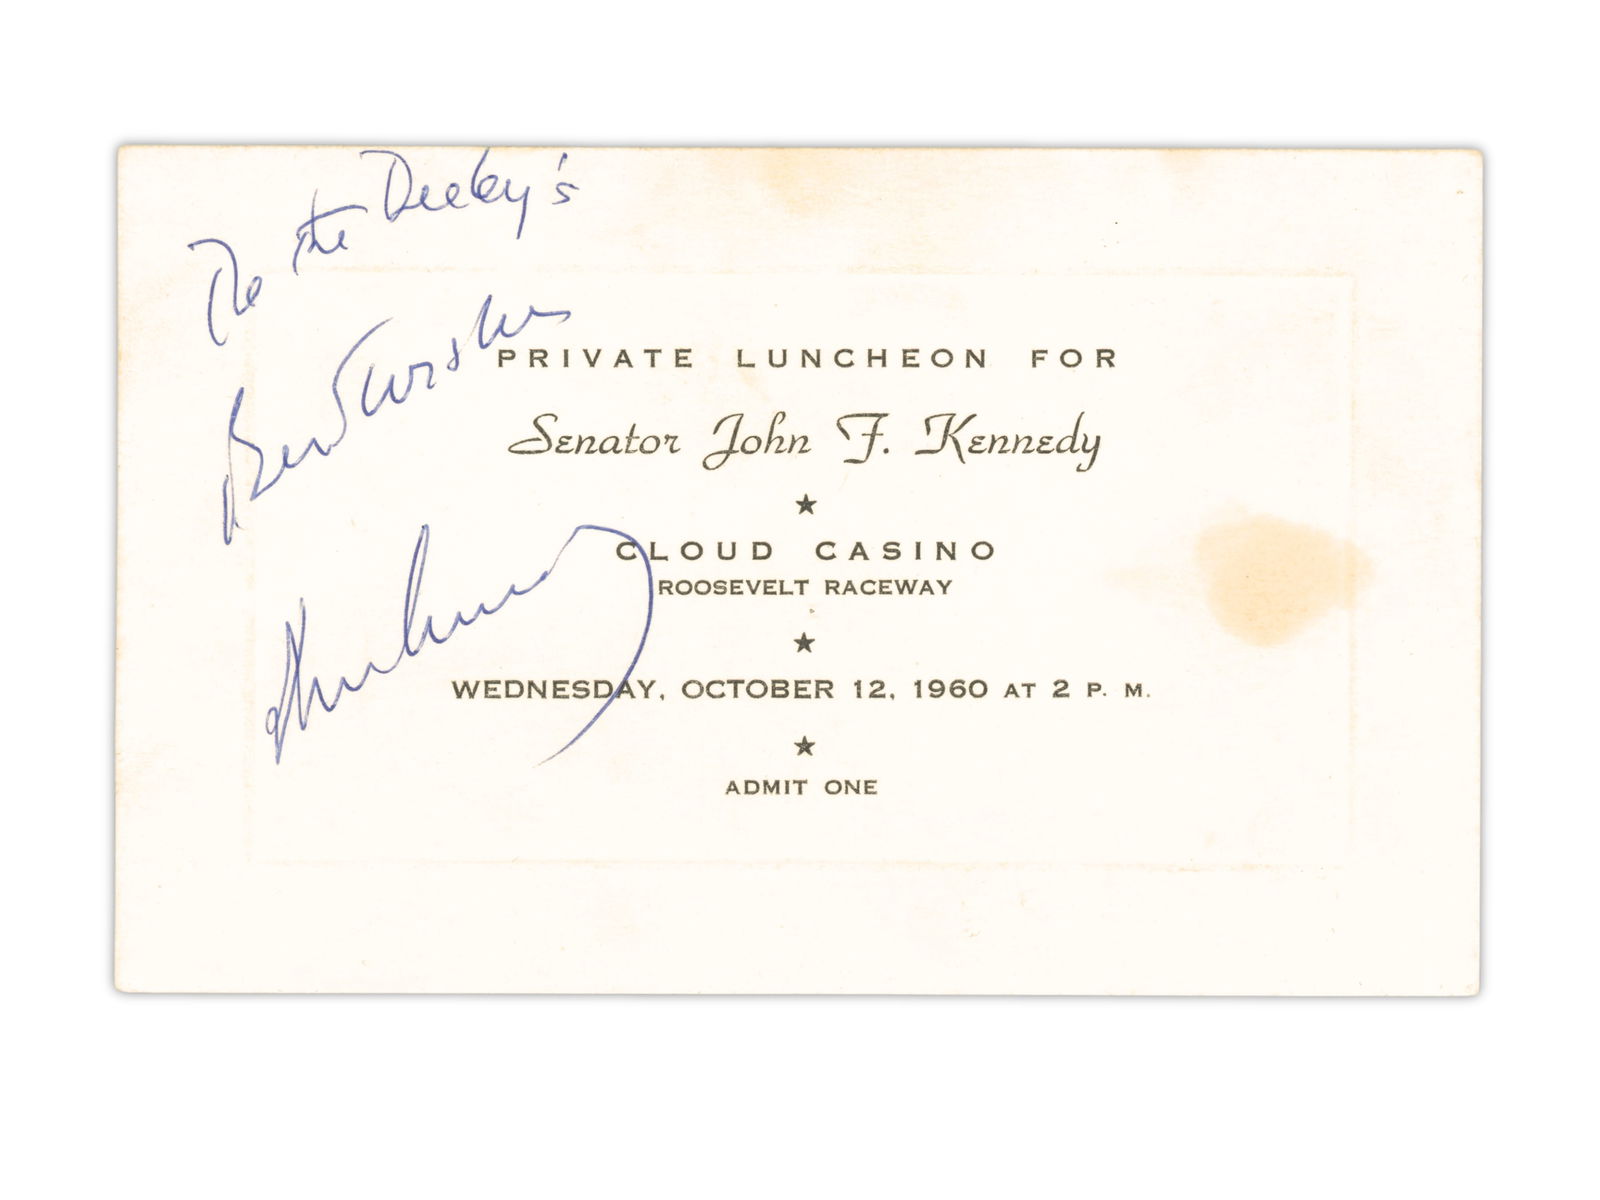 To the Deeley's
Best wishes
PRIVATE LUNCHEON FOR
Senator John F. Kennedy
★
CLOUD CASINO
ROOSEVELT RACEWAY
★
WEDNESDAY, OCTOBER 12, 1960 AT 2 P. M.
★
ADMIT ONE